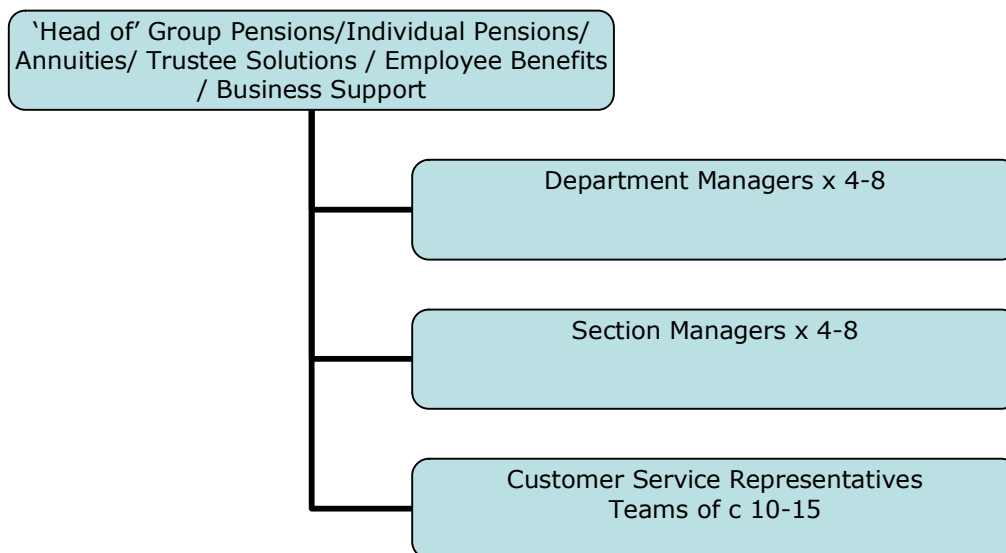 ‘Head of’ Group Pensions/Individual Pensions/
Annuities/ Trustee Solutions / Employee Benefits
/ Business Support
Department Managers x 4-8
Section Managers x 4-8
Customer Service Representatives
Teams of c 10-15